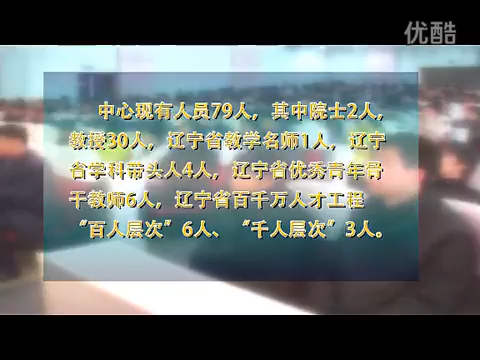 优酷
中心现有人员79人，其中院士2人，
教授30人，辽宁省教学名师1人，辽宁
省学科带头人4人，辽宁省优秀青年骨
干教师6人，辽宁省百千万人才工程
“百人层次”6人、“千人层次”3人。